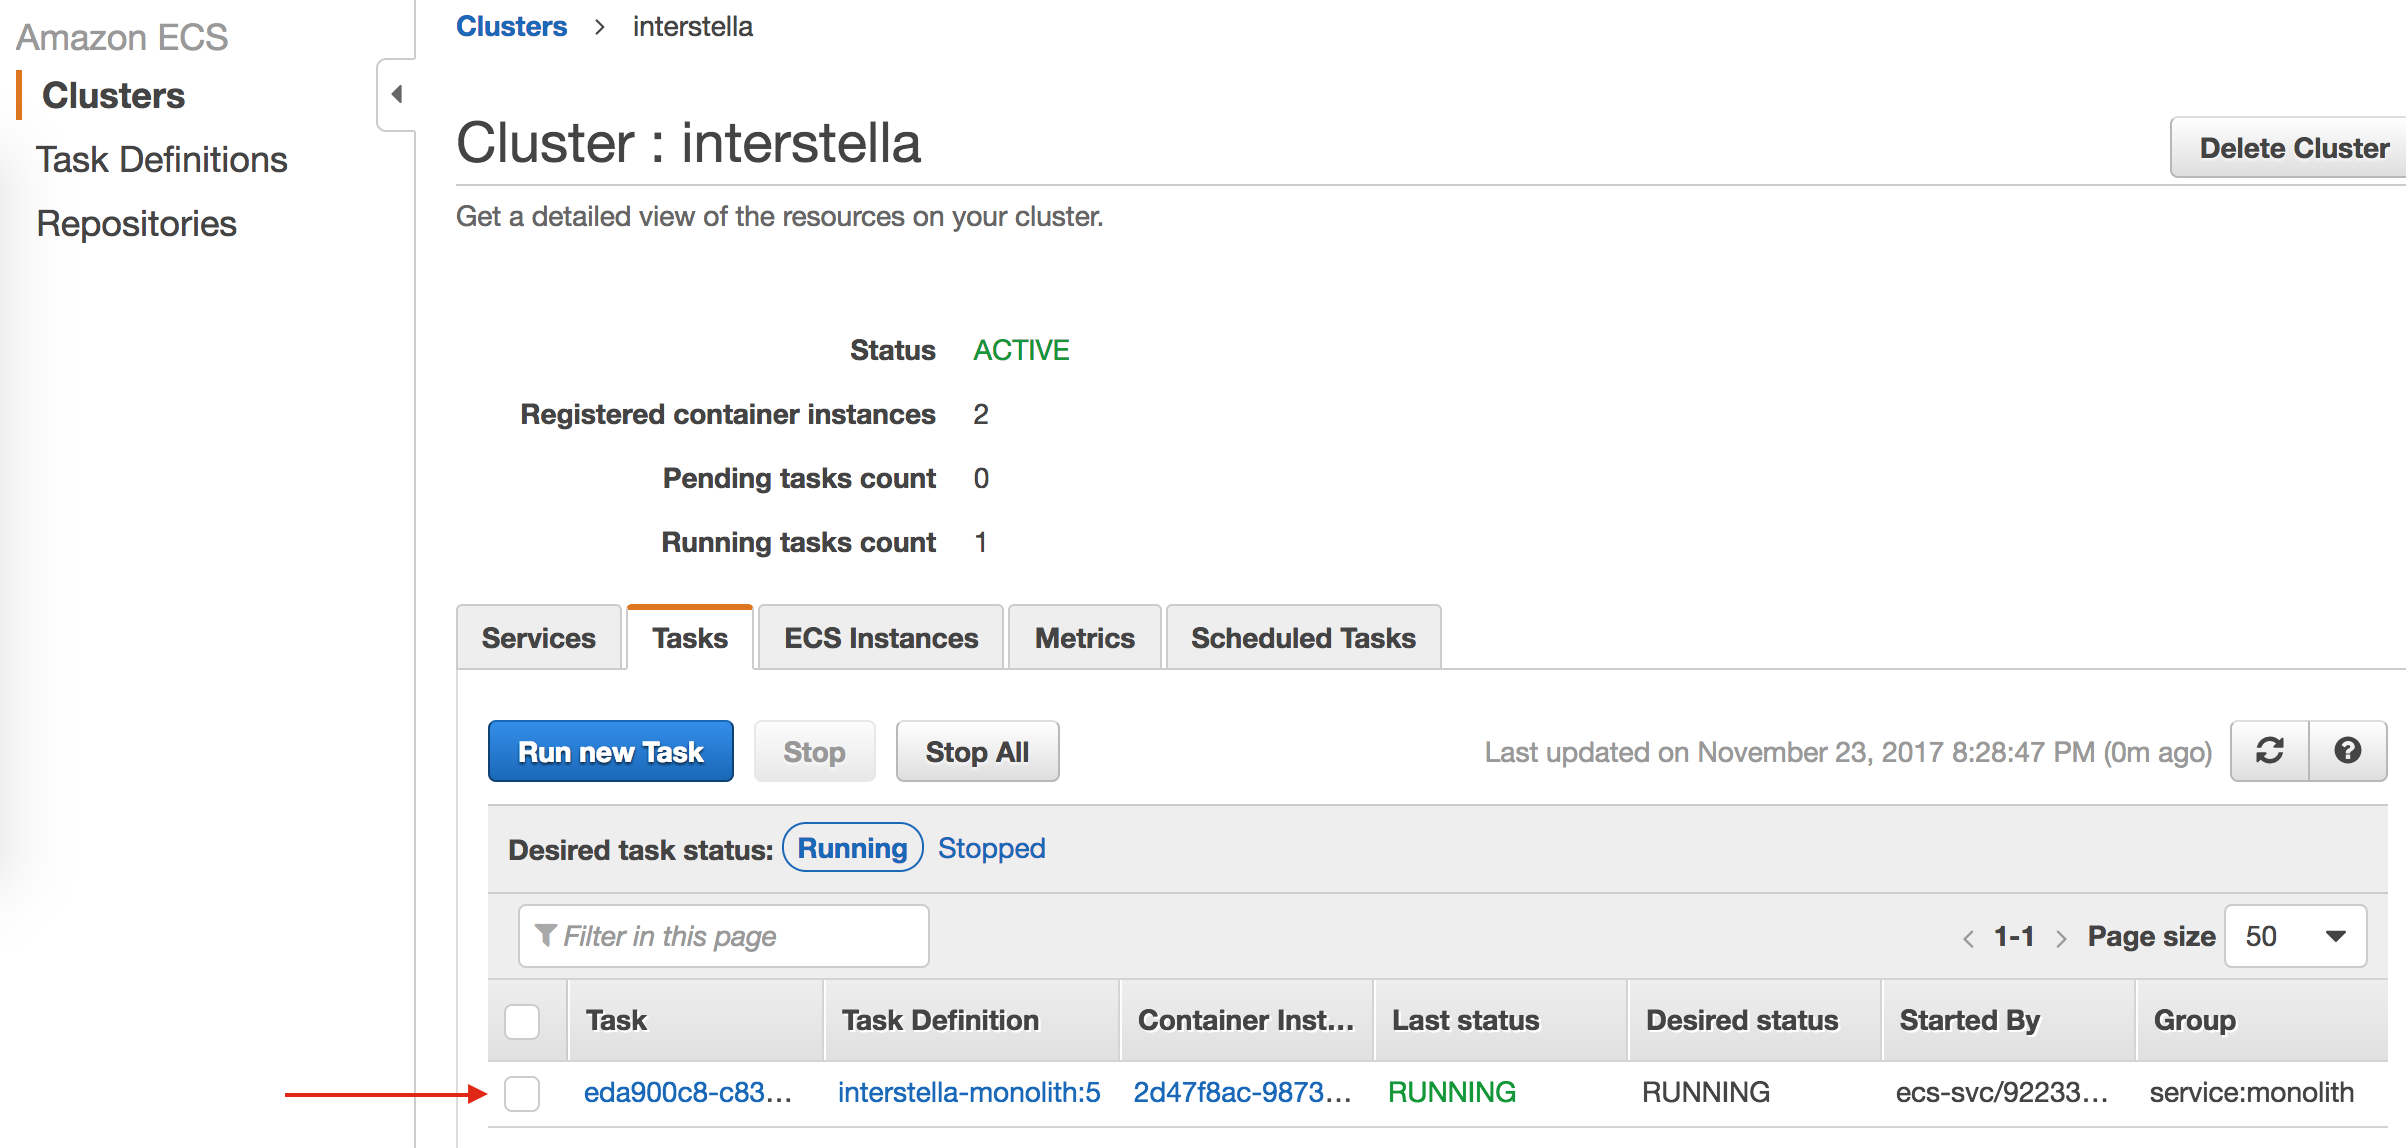 Amazon ECS
Clusters
Task Definitions
Repositories
Clusters > interstella
Cluster : interstella
Delete Cluster
Get a detailed view of the resources on your cluster.
Status ACTIVE
Registered container instances 2
Pending tasks count 0
Running tasks count 1
Services Tasks ECS Instances Metrics Scheduled Tasks
Run new Task Stop Stop All Last updated on November 23, 2017 8:28:47 PM (0m ago)
Desired task status: Running Stopped
Filter in this page < 1-1 > Page size 50
Task Task Definition Container Inst... Last status Desired status Started By Group
eda900c8-c83... interstella-monolith:5 2d47f8ac-9873... RUNNING RUNNING ecs-svc/92233... service:monolith